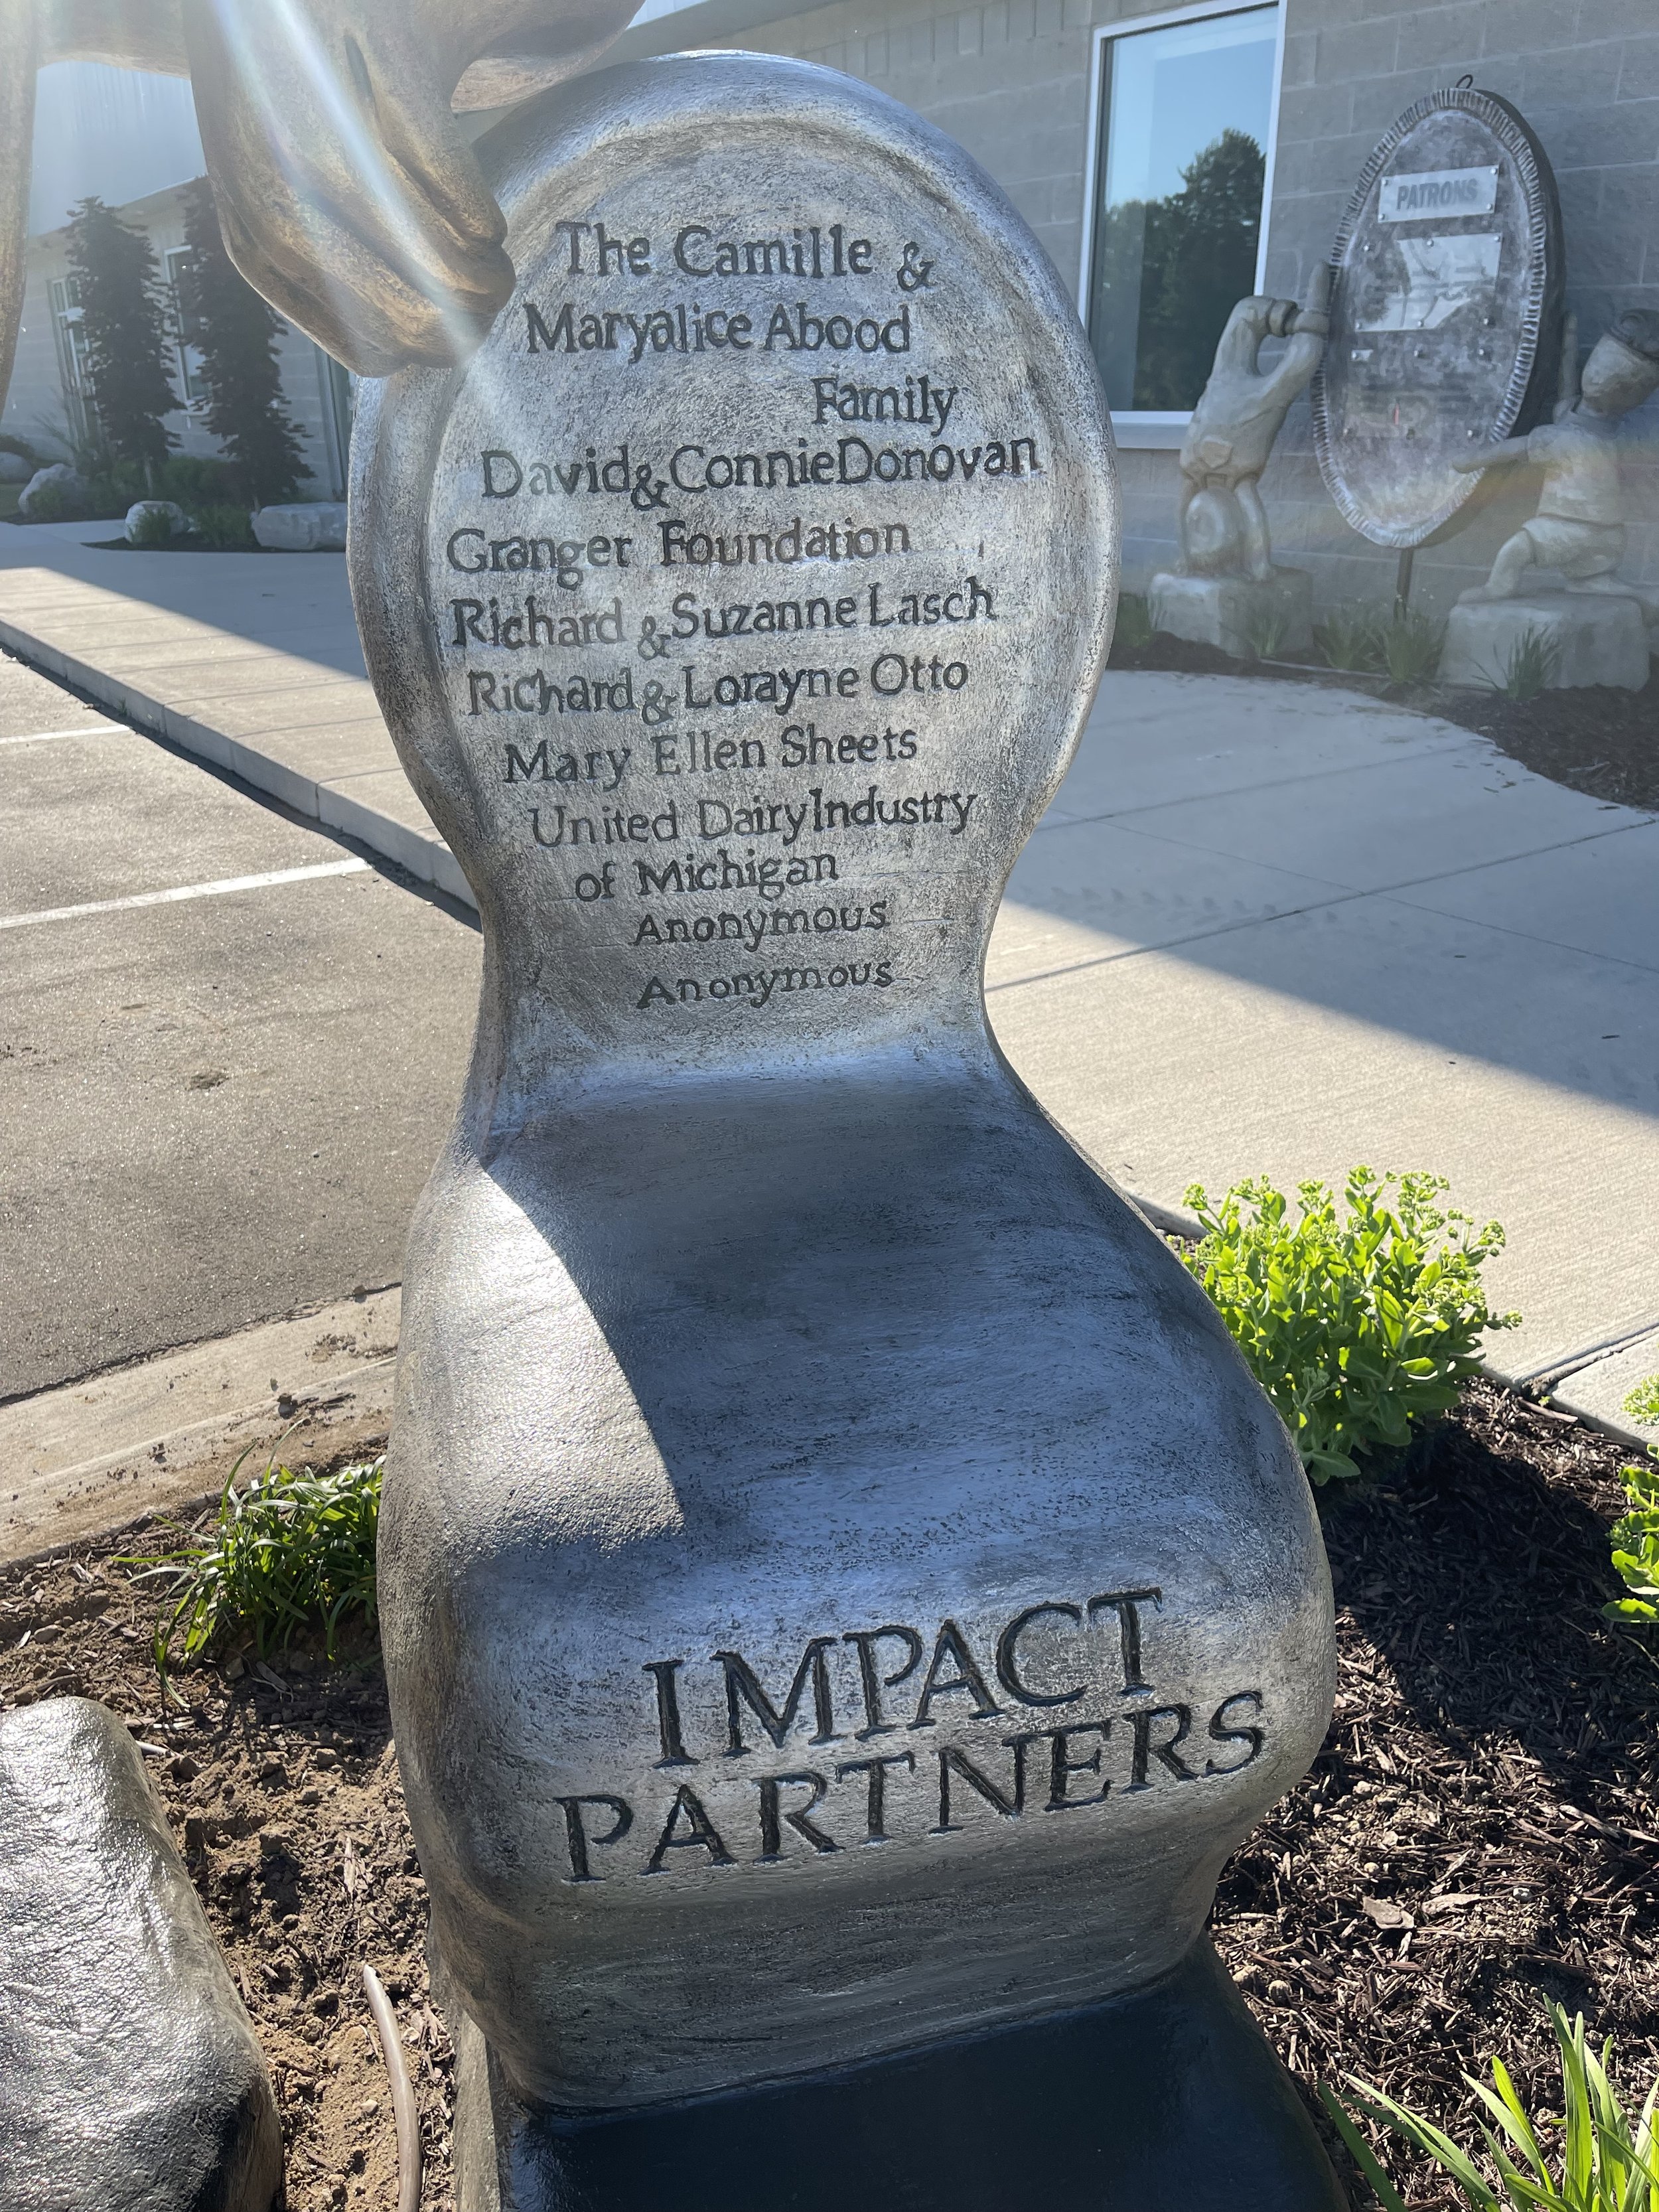 The Camille &
Maryalice Abood
Family
David & Connie Donovan
Granger Foundation
Richard & Suzanne Lasch
Richard & Lorayne Otto
Mary Ellen Sheets
United Dairy Industry
of Michigan
Anonymous
Anonymous
IMPACT
PARTNERS
PATRONS